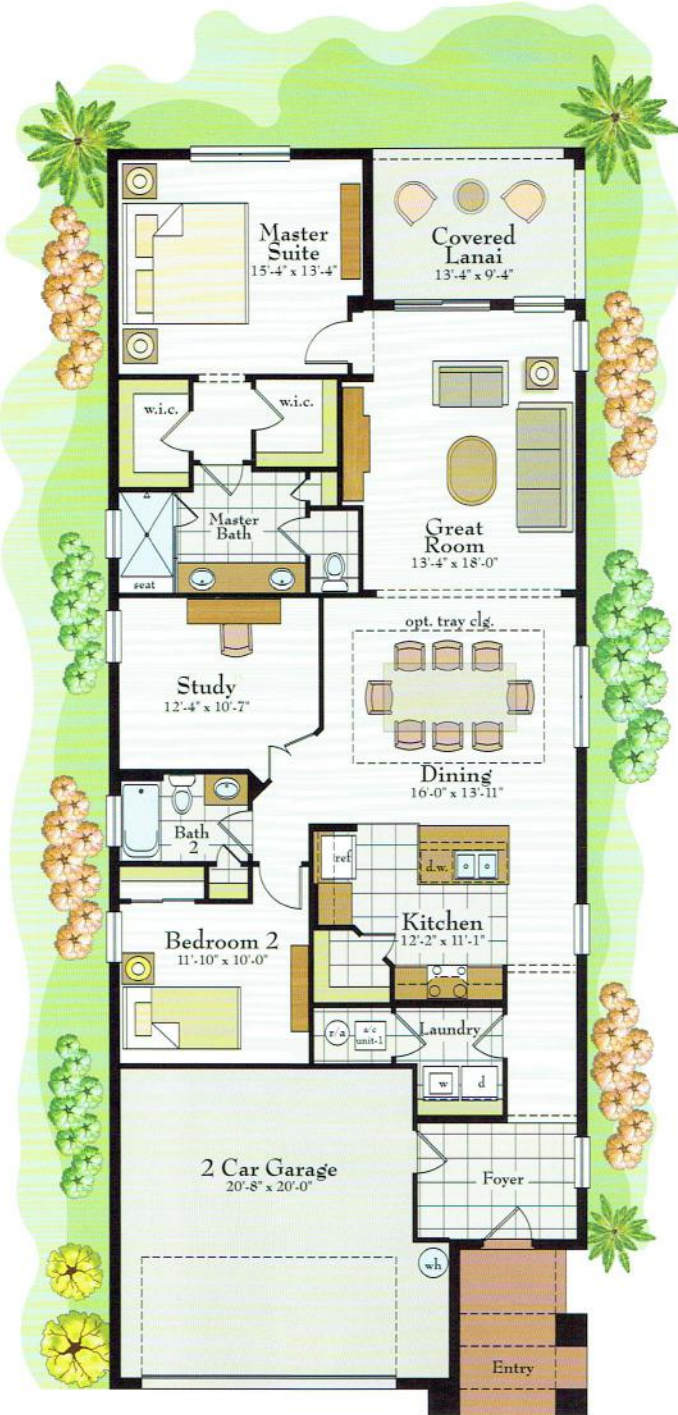 Master
Suite
15'-4" x 13'-4"
Covered
Lanai
13'-4" x 9'-4"
w.i.c.
w.i.c.
Master
Bath
seat
Great
Room
13'-4" x 18'-0"
opt. tray clg.
Study
12'-4" x 10'-7"
Dining
16'-0" x 13'-11"
Bath
2
ref
d.w.
Kitchen
12'-2" x 11'-1"
Bedroom 2
11'-10" x 10'-0"
r/a
a/c
unit-1
Laundry
w
d
2 Car Garage
20'-8" x 20'-0"
Foyer
wh
Entry